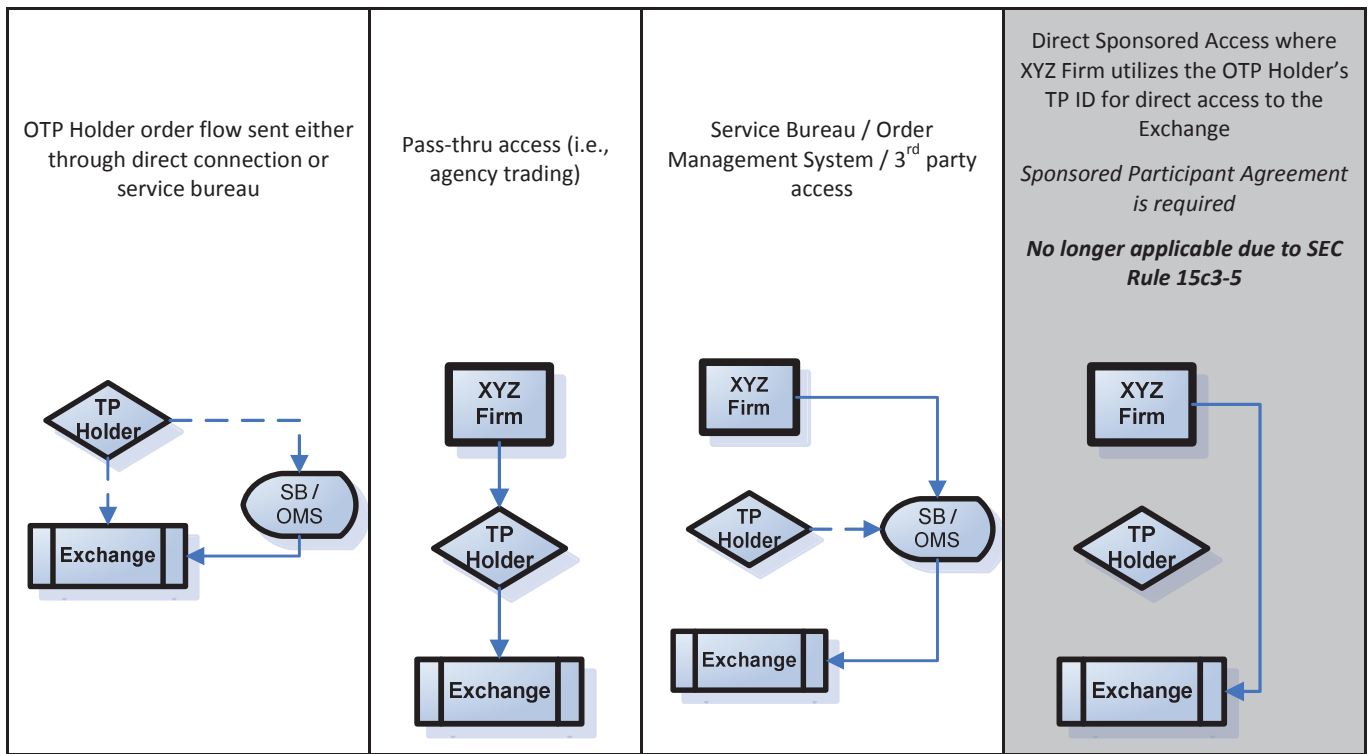 OTP Holder order flow sent either
through direct connection or
service bureau
TP
Holder
SB /
OMS
Exchange
Pass-thru access (i.e.,
agency trading)
XYZ
Firm
TP
Holder
Exchange
Service Bureau / Order
Management System / 3rd party
access
XYZ
Firm
TP
Holder
SB /
OMS
Exchange
Direct Sponsored Access where
XYZ Firm utilizes the OTP Holder’s
TP ID for direct access to the
Exchange
Sponsored Participant Agreement
is required
No longer applicable due to SEC
Rule 15c3-5
XYZ
Firm
TP
Holder
Exchange